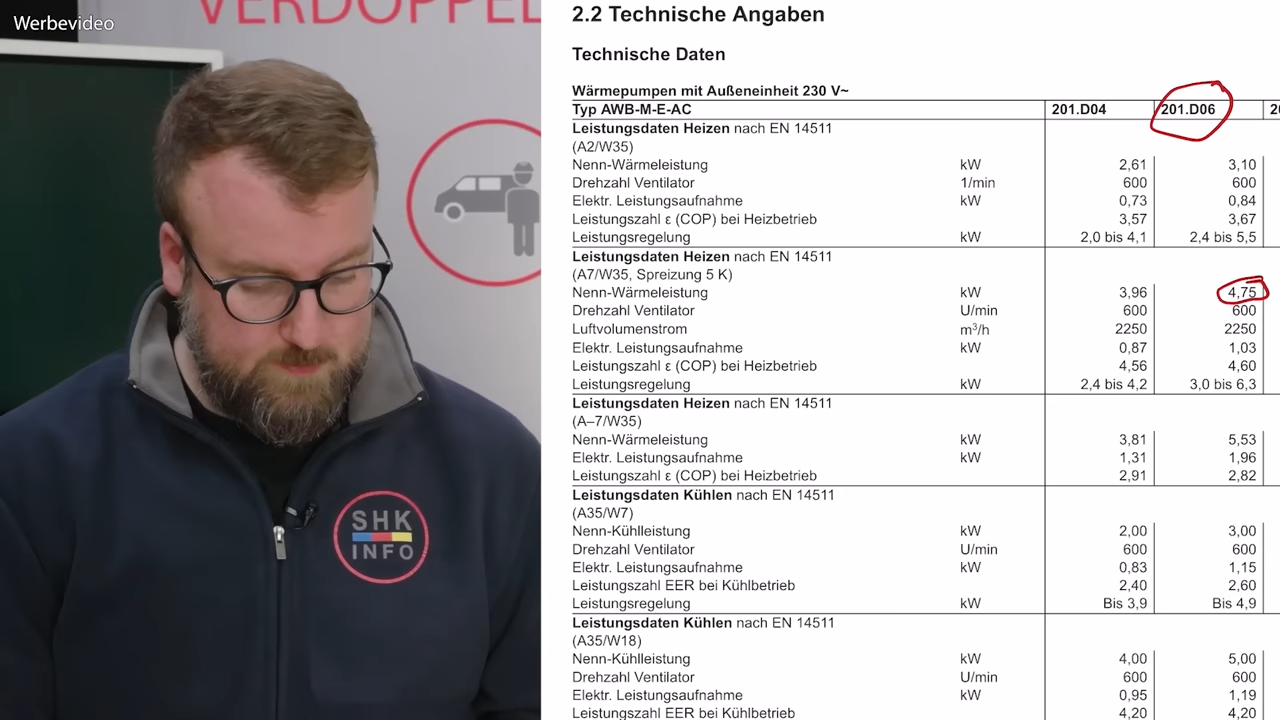 Werbevideo
VERDOPPEL
SHK
INFO
2.2 Technische Angaben
Technische Daten
Wärmepumpen mit Außeneinheit 230 V~
Typ AWB-M-E-AC 201.D04 201.D06 20
Leistungsdaten Heizen nach EN 14511
(A2/W35)
Nenn-Wärmeleistung kW 2,61 3,10
Drehzahl Ventilator 1/min 600 600
Elektr. Leistungsaufnahme kW 0,73 0,84
Leistungszahl ε (COP) bei Heizbetrieb 3,57 3,67
Leistungsregelung kW 2,0 bis 4,1 2,4 bis 5,5
Leistungsdaten Heizen nach EN 14511
(A7/W35, Spreizung 5 K)
Nenn-Wärmeleistung kW 3,96 4,75
Drehzahl Ventilator U/min 600 600
Luftvolumenstrom m³/h 2250 2250
Elektr. Leistungsaufnahme kW 0,87 1,03
Leistungszahl ε (COP) bei Heizbetrieb 4,56 4,60
Leistungsregelung kW 2,4 bis 4,2 3,0 bis 6,3
Leistungsdaten Heizen nach EN 14511
(A–7/W35)
Nenn-Wärmeleistung kW 3,81 5,53
Elektr. Leistungsaufnahme kW 1,31 1,96
Leistungszahl ε (COP) bei Heizbetrieb 2,91 2,82
Leistungsdaten Kühlen nach EN 14511
(A35/W7)
Nenn-Kühlleistung kW 2,00 3,00
Drehzahl Ventilator U/min 600 600
Elektr. Leistungsaufnahme kW 0,83 1,15
Leistungszahl EER bei Kühlbetrieb 2,40 2,60
Leistungsregelung kW Bis 3,9 Bis 4,9
Leistungsdaten Kühlen nach EN 14511
(A35/W18)
Nenn-Kühlleistung kW 4,00 5,00
Drehzahl Ventilator U/min 600 600
Elektr. Leistungsaufnahme kW 0,95 1,19
Leistungszahl EER bei Kühlbetrieb 4,20 4,20